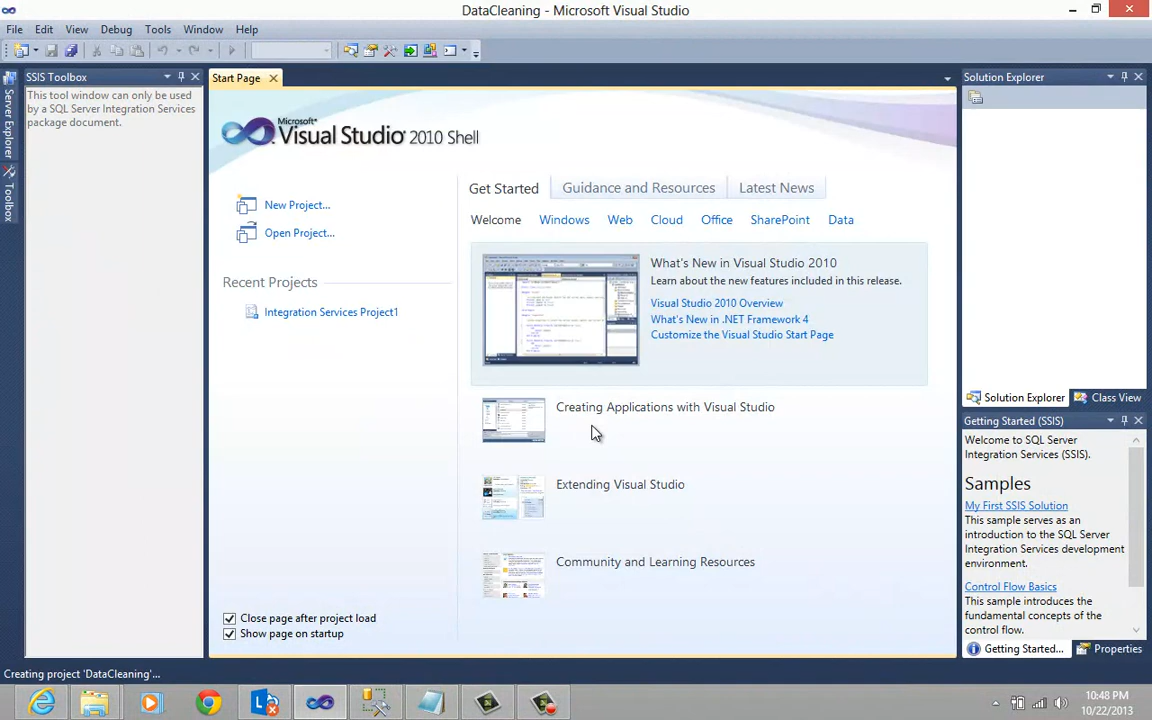 DataCleaning - Microsoft Visual Studio
File Edit View Debug Tools Window Help
Server Explorer
Toolbox
SSIS Toolbox
This tool window can only be used
by a SQL Server Integration Services
package document.
Start Page
Microsoft
Visual Studio 2010 Shell
New Project...
Open Project...
Recent Projects
Integration Services Project1
Close page after project load
Show page on startup
Get Started Guidance and Resources Latest News
Welcome Windows Web Cloud Office SharePoint Data
What's New in Visual Studio 2010
Learn about the new features included in this release.
Visual Studio 2010 Overview
What's New in .NET Framework 4
Customize the Visual Studio Start Page
Creating Applications with Visual Studio
Extending Visual Studio
Community and Learning Resources
Solution Explorer
Solution Explorer Class View
Getting Started (SSIS)
Welcome to SQL Server
Integration Services (SSIS).
Samples
My First SSIS Solution
This sample serves as an
introduction to the SQL Server
Integration Services development
environment.
Control Flow Basics
This sample introduces the
fundamental concepts of the
control flow.
Getting Started... Properties
Creating project 'DataCleaning'...
10:48 PM
10/22/2013